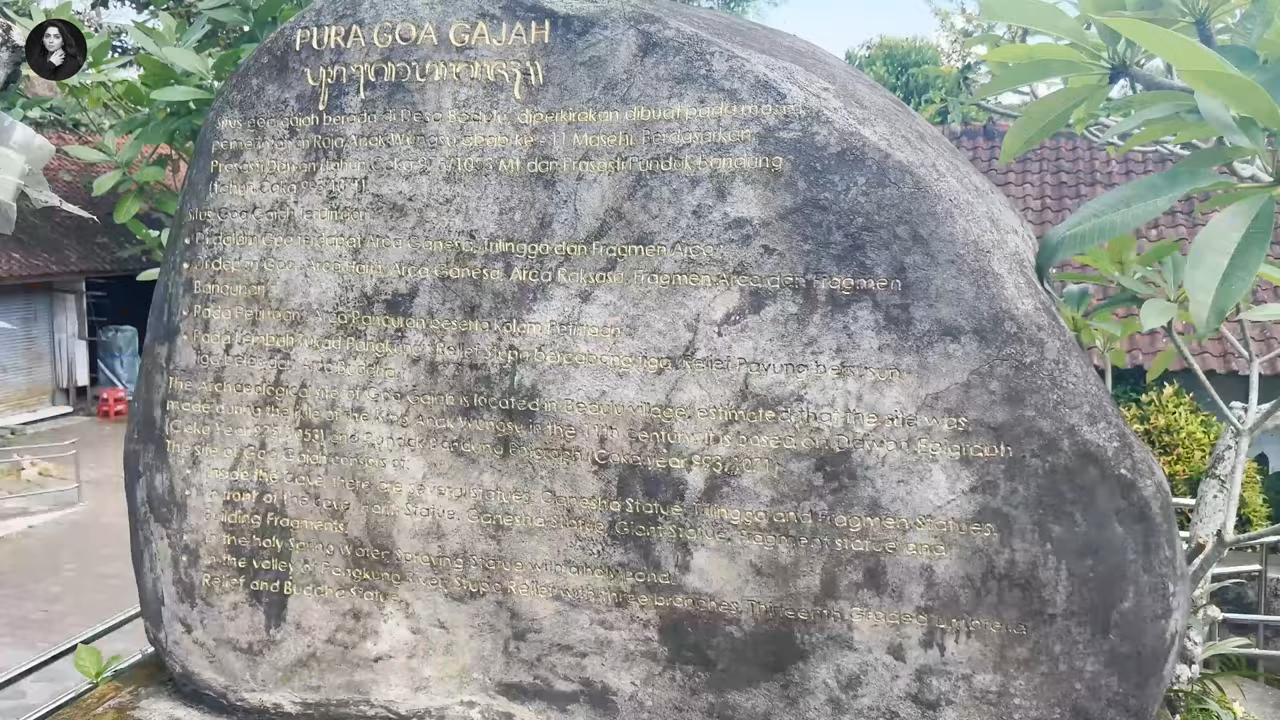 PURA GOA GAJAH
Situs Goa Gajah berada di Desa Bedulu, diperkirakan dibuat pada masa
pemerintahan Raja Anak Wungsu abad ke - 11 Masehi. Berdasarkan
Prasasti Dawan (tahun Caka 975/1053 M) dan Prasasti Punduk Bandung
(tahun Caka 993/1071).
Situs Goa Gajah terdiri dari
• Di dalam Goa terdapat Arca Ganesa, Trilingga dan Fragmen Arca.
• Di depan Goa, Arca Arca Ganesa, Arca Raksasa, Fragmen Arca dan Fragmen
Bangunan.
• Pada Petirtaan, Arca Pancuran beserta Kolam Petirtaan.
• Pada Lembah Tukad Pangkung, Relief Stupa bercabang tiga, Relief Payung bersusun
tiga belas dan Arca Buddha.
The Archaeological site of Goa Gajah is located in Bedulu village, estimated that the site was
made during the rule of the King Anak Wungsu in the 11th century. This based on Dawan Epigraph
(Caka Year 975/1053) and Pundak Bandung Epigraph (Caka year 993/1071).
The site of Goa Gajah consists of
• Inside the cave, there are several statues. Ganesha Statue, Trilingga and Fragmen Statues.
• In front of the cave, Statue, Ganesha Statue, Giant Statue, Fragment statue and
Building Fragments.
• In the holy Spring Water, Spraying Statue with a holy pond.
• In the valley of Pangkung River, Stupa Relief with three branches, Thirteenth Graded umbrella
Relief and Buddha Statue.